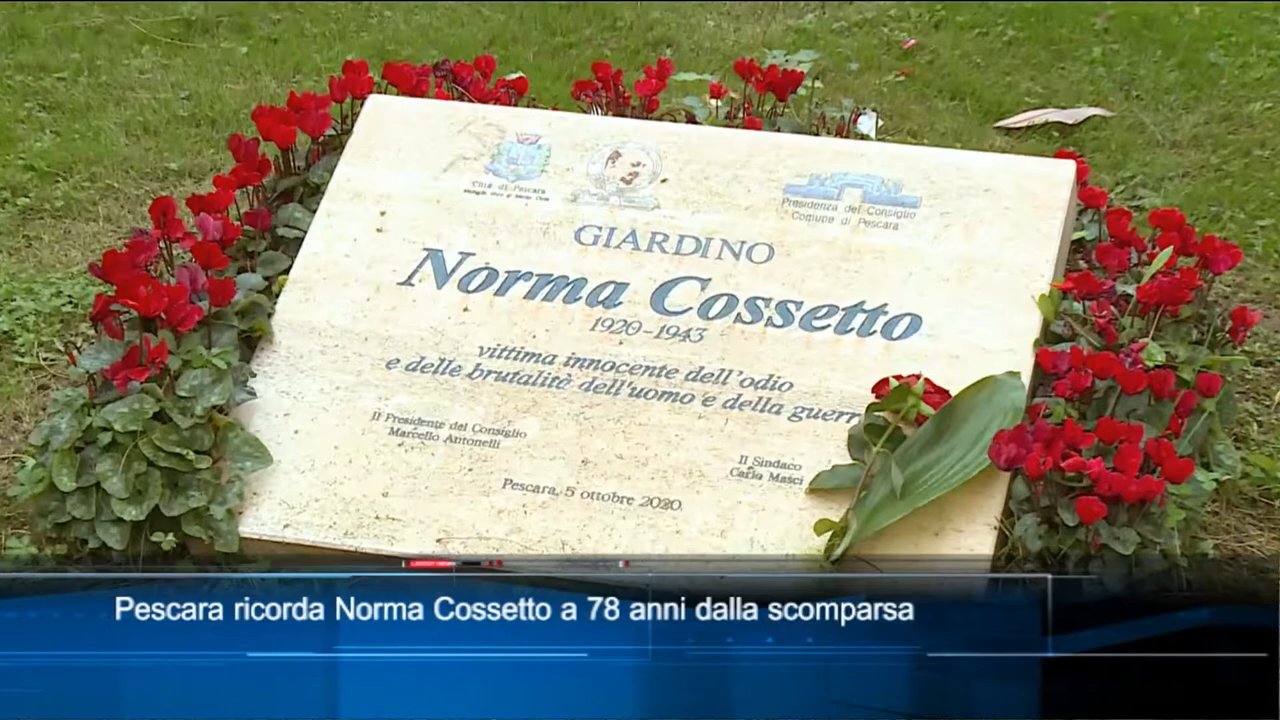 Città di Pescara
Presidenza del Consiglio
Comune di Pescara
GIARDINO
Norma Cossetto
1920-1943
vittima innocente dell'odio
e delle brutalità dell'uomo e della guerr
Il Presidente del Consiglio
Marcello Antonelli
Il Sindaco
Carlo Masci
Pescara, 5 ottobre 2020
Pescara ricorda Norma Cossetto a 78 anni dalla scomparsa